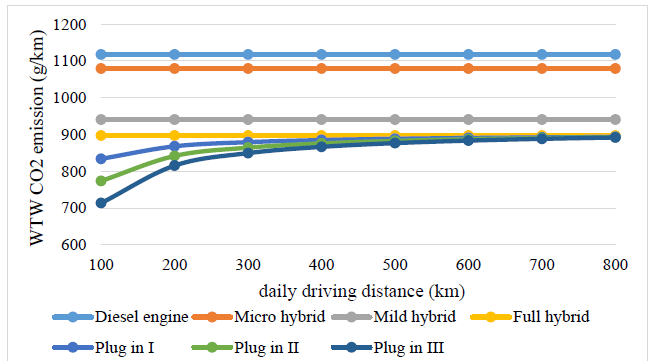 1200
1100
1000
900
800
700
600
WTW CO2 emission (g/km)
100 200 300 400 500 600 700 800
daily driving distance (km)
Diesel engine Micro hybrid Mild hybrid Full hybrid
Plug in I Plug in II Plug in III